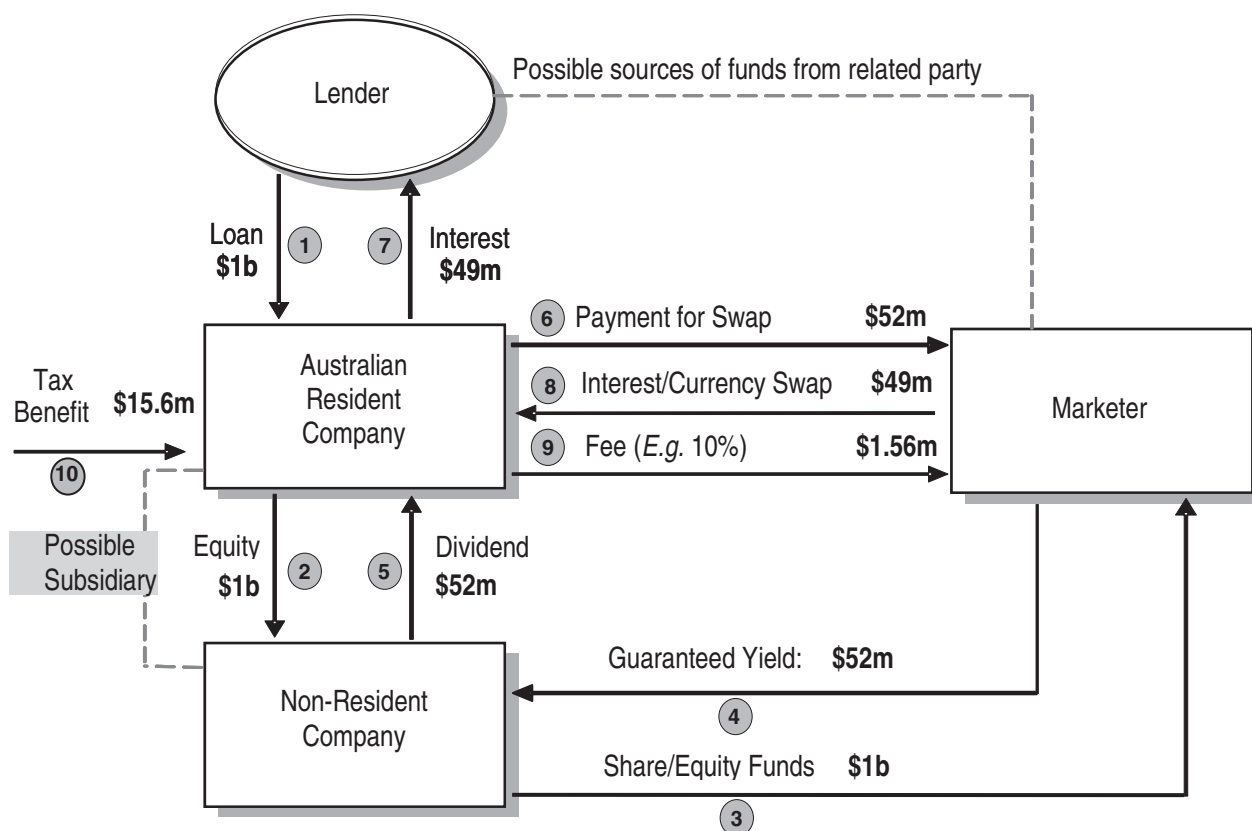 Possible sources of funds from related party
Lender
Loan
$1b
1
7
Interest
$49m
6 Payment for Swap $52m
Australian
Resident
Company
8 Interest/Currency Swap $49m
Marketer
9 Fee (E.g. 10%) $1.56m
Tax
Benefit $15.6m
10
Possible
Subsidiary
Equity
$1b
2
5
Dividend
$52m
Guaranteed Yield: $52m
4
Non-Resident
Company
Share/Equity Funds $1b
3